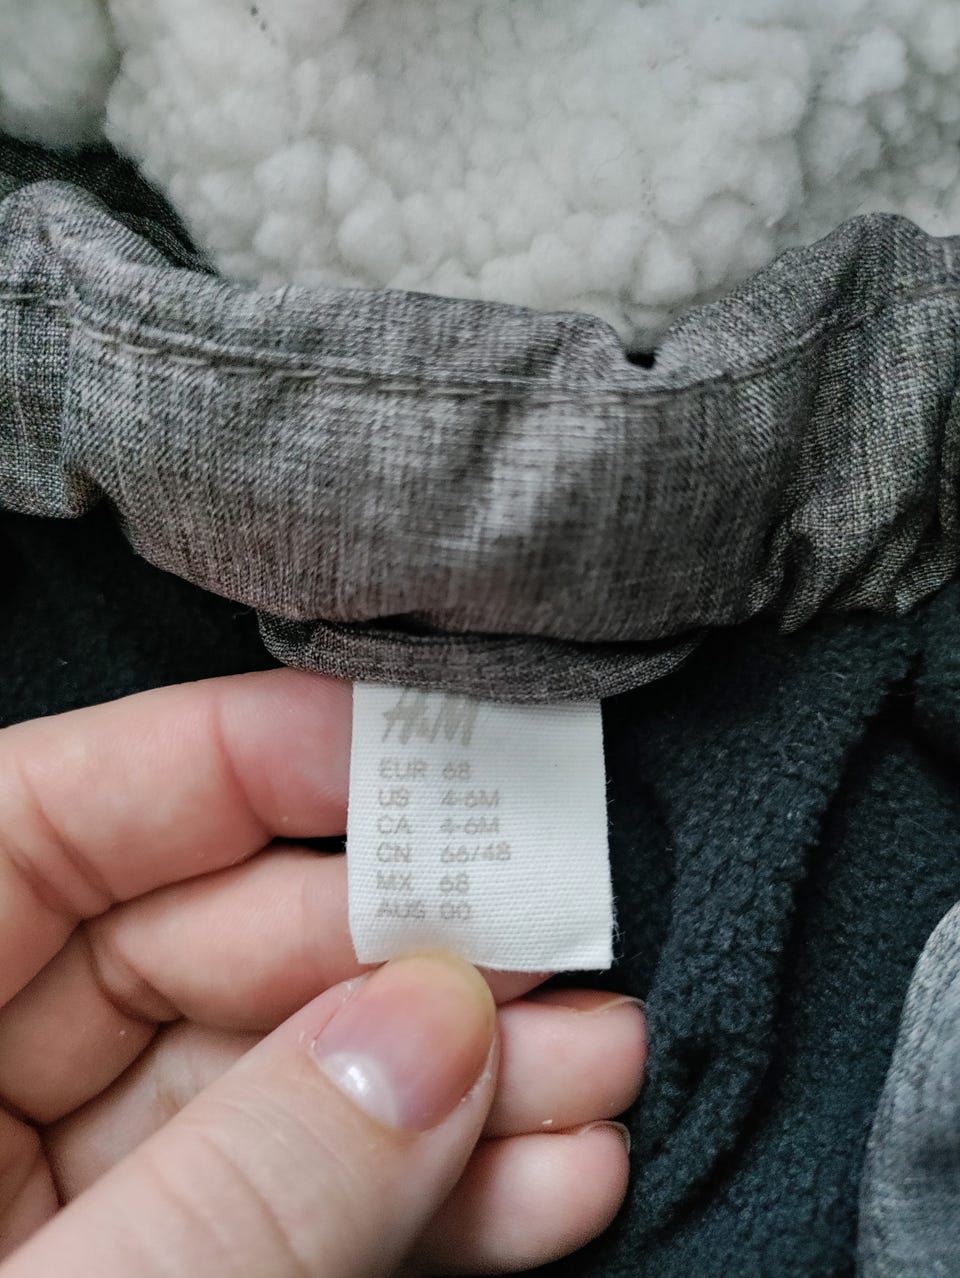 H&M
EUR 68
US 4-6M
CA 4-6M
CN 66/48
MX 68
AUS 00